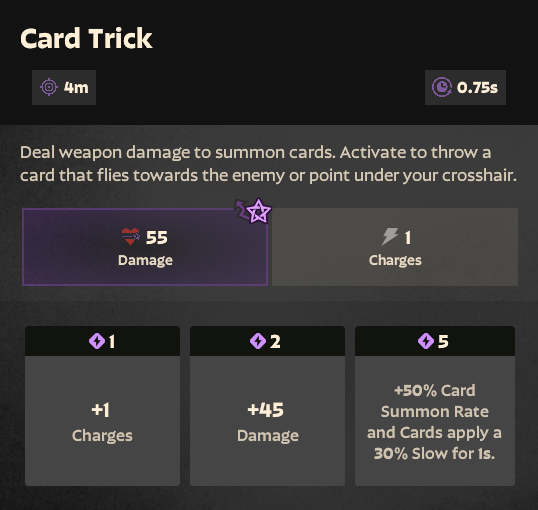 Card Trick
4m
0.75s
Deal weapon damage to summon cards. Activate to throw a
card that flies towards the enemy or point under your crosshair.
55
Damage
1
Charges
1
+1
Charges
2
+45
Damage
5
+50% Card
Summon Rate
and Cards apply a
30% Slow for 1s.